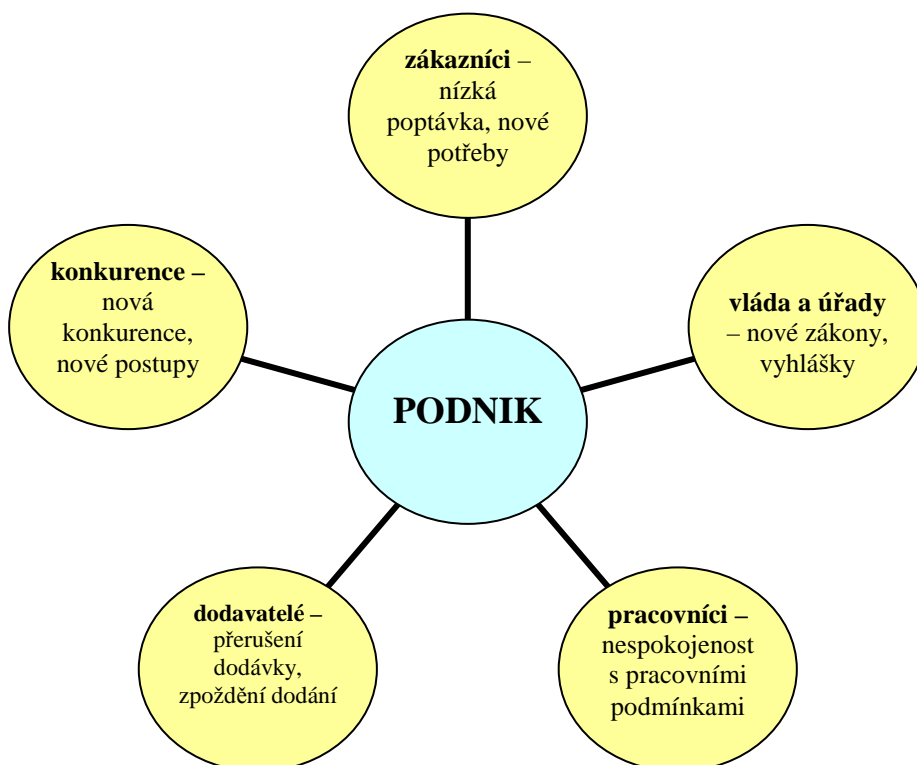 zákazníci –
nízká
poptávka, nové
potřeby
konkurence –
nová
konkurence,
nové postupy
vláda a úřady
– nové zákony,
vyhlášky
PODNIK
dodavatelé –
přerušení
dodávky,
zpoždění dodání
pracovníci –
nespokojenost
s pracovními
podmínkami